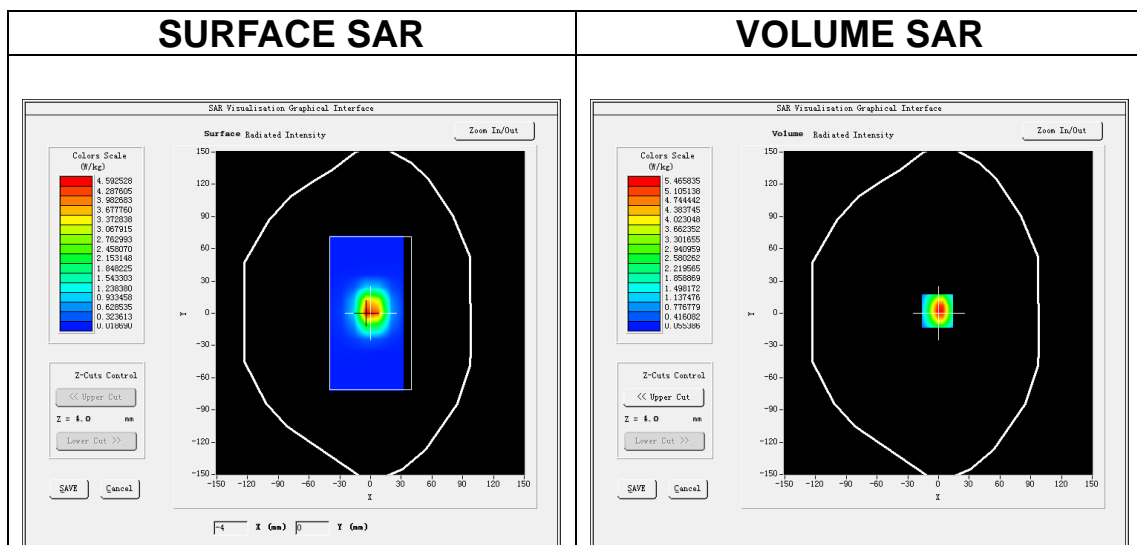 SURFACE SAR
VOLUME SAR
SAR Visualisation Graphical Interface
Surface Radiated Intensity
Zoom In/Out
Colors Scale
(W/kg)
4.592528
4.287605
3.982683
3.677760
3.372838
3.067915
2.762993
2.458070
2.153148
1.848225
1.543303
1.238380
0.933458
0.628535
0.323613
0.018690
150
120
90
60
30
0
-30
-60
-90
-120
-150
Y
-150 -120 -90 -60 -30 0 30 60 90 120 150
X
Z-Cuts Control
<< Upper Cut
Z = 4.0 mm
Lower Cut >>
SAVE
Cancel
-4 X (mm) 0 Y (mm)
SAR Visualisation Graphical Interface
Volume Radiated Intensity
Zoom In/Out
Colors Scale
(W/kg)
5.465835
5.105138
4.744442
4.383745
4.023048
3.662352
3.301655
2.940959
2.580262
2.219565
1.858869
1.498172
1.137476
0.776779
0.416082
0.055386
150
120
90
60
30
0
-30
-60
-90
-120
-150
Y
-150 -120 -90 -60 -30 0 30 60 90 120 150
X
Z-Cuts Control
<< Upper Cut
Z = 4.0 mm
Lower Cut >>
SAVE
Cancel